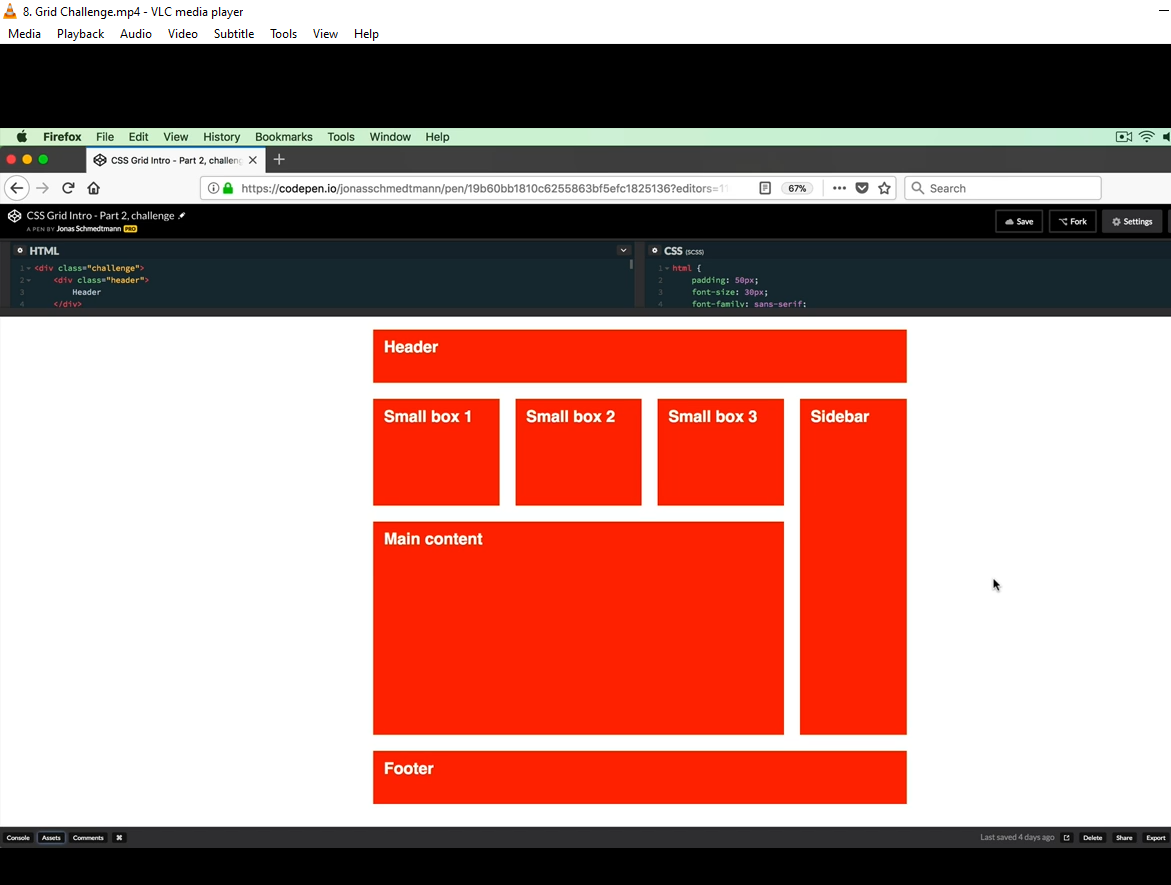 8. Grid Challenge.mp4 - VLC media player
Media Playback Audio Video Subtitle Tools View Help
Firefox File Edit View History Bookmarks Tools Window Help
CSS Grid Intro - Part 2, challeng
https://codepen.io/jonasschmedtmann/pen/19b60bb1810c6255863bf5efc1825136?editors=1 67% Search
CSS Grid Intro - Part 2, challenge
A PEN BY Jonas Schmedtmann PRO
Save Fork Settings
HTML
1 <div class="challenge">
2 <div class="header">
3 Header
4 </div>
CSS (SCSS)
1 html {
2 padding: 50px;
3 font-size: 30px;
4 font-family: sans-serif;
Header
Small box 1 Small box 2 Small box 3 Sidebar
Main content
Footer
Console Assets Comments ⌘ Last saved 4 days ago Delete Share Export